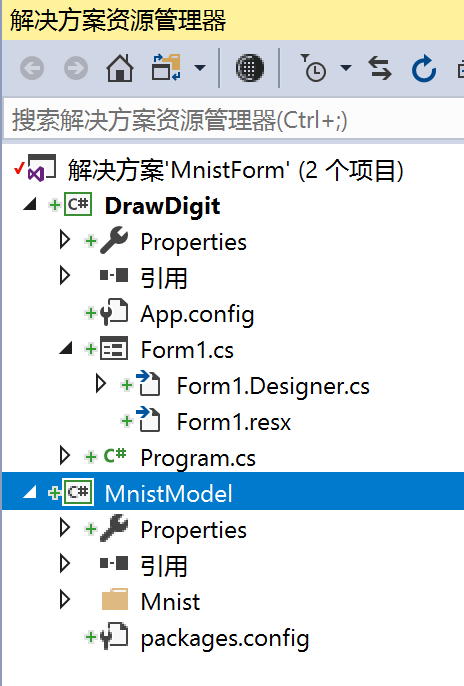 解决方案资源管理器
搜索解决方案资源管理器(Ctrl+;)
解决方案'MnistForm' (2 个项目)
C# DrawDigit
Properties
引用
App.config
Form1.cs
Form1.Designer.cs
Form1.resx
C# Program.cs
C# MnistModel
Properties
引用
Mnist
packages.config